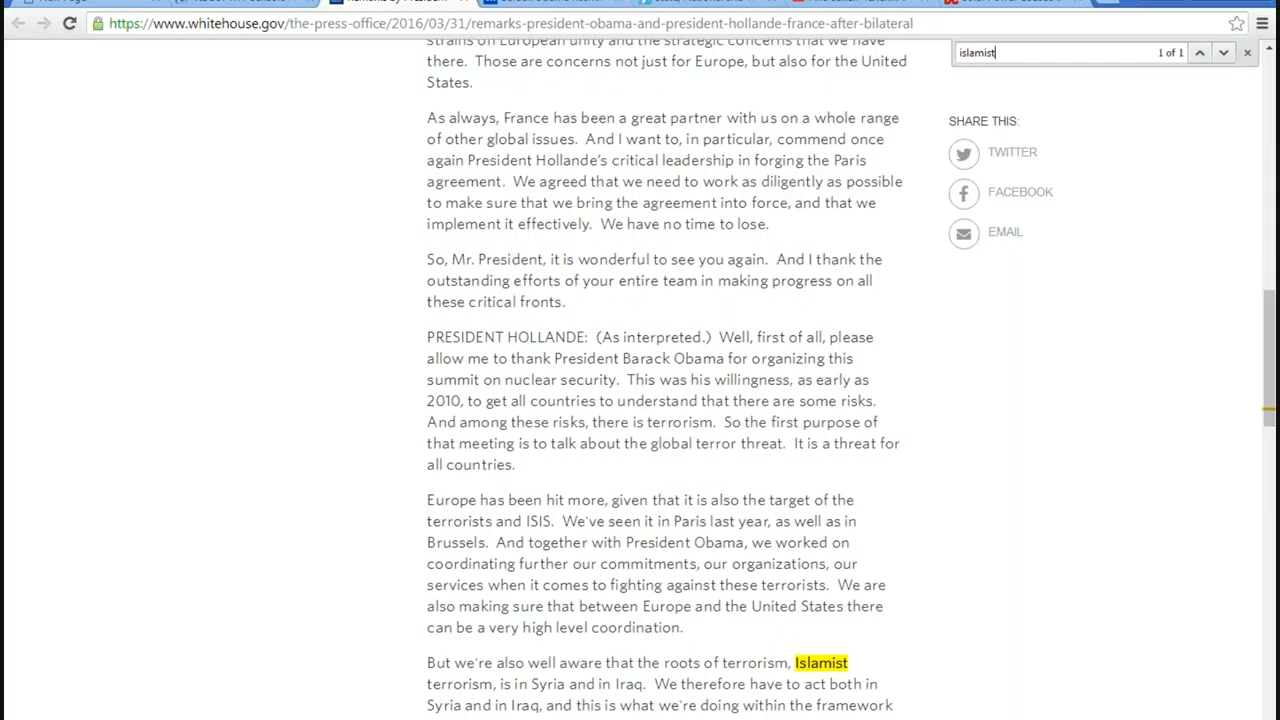 https://www.whitehouse.gov/the-press-office/2016/03/31/remarks-president-obama-and-president-hollande-france-after-bilateral
islamist 1 of 1
strains on European unity and the strategic concerns that we have
there. Those are concerns not just for Europe, but also for the United
States.
As always, France has been a great partner with us on a whole range
of other global issues. And I want to, in particular, commend once
again President Hollande's critical leadership in forging the Paris
agreement. We agreed that we need to work as diligently as possible
to make sure that we bring the agreement into force, and that we
implement it effectively. We have no time to lose.
So, Mr. President, it is wonderful to see you again. And I thank the
outstanding efforts of your entire team in making progress on all
these critical fronts.
PRESIDENT HOLLANDE: (As interpreted.) Well, first of all, please
allow me to thank President Barack Obama for organizing this
summit on nuclear security. This was his willingness, as early as
2010, to get all countries to understand that there are some risks.
And among these risks, there is terrorism. So the first purpose of
that meeting is to talk about the global terror threat. It is a threat for
all countries.
Europe has been hit more, given that it is also the target of the
terrorists and ISIS. We've seen it in Paris last year, as well as in
Brussels. And together with President Obama, we worked on
coordinating further our commitments, our organizations, our
services when it comes to fighting against these terrorists. We are
also making sure that between Europe and the United States there
can be a very high level coordination.
But we're also well aware that the roots of terrorism, Islamist
terrorism, is in Syria and in Iraq. We therefore have to act both in
Syria and in Iraq, and this is what we're doing within the framework
SHARE THIS:
TWITTER
FACEBOOK
EMAIL